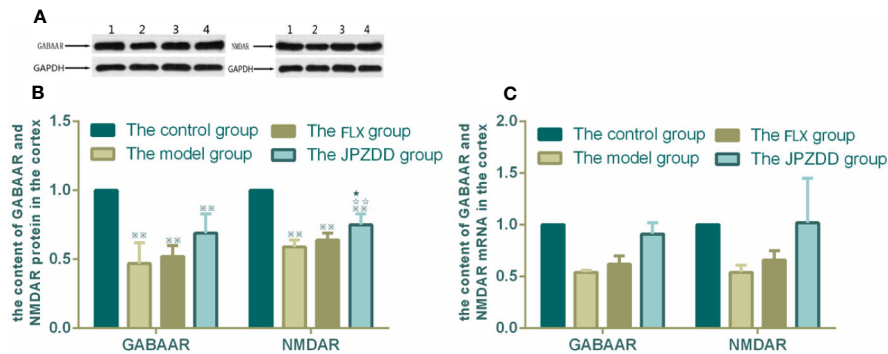 A
1 2 3 4
GABAAR
GAPDH
1 2 3 4
NMDAR
GAPDH
B
the content of GABAAR and
NMDAR protein in the cortex
1.5
1.0
0.5
0.0
The control group
The FLX group
The model group
The JPZDD group
※※
※※
※※
※※
※※
★
☆☆
※※
GABAAR
NMDAR
C
the content of GABAAR and
NMDAR mRNA in the cortex
2.0
1.5
1.0
0.5
0.0
The control group
The FLX group
The model group
The JPZDD group
GABAAR
NMDAR